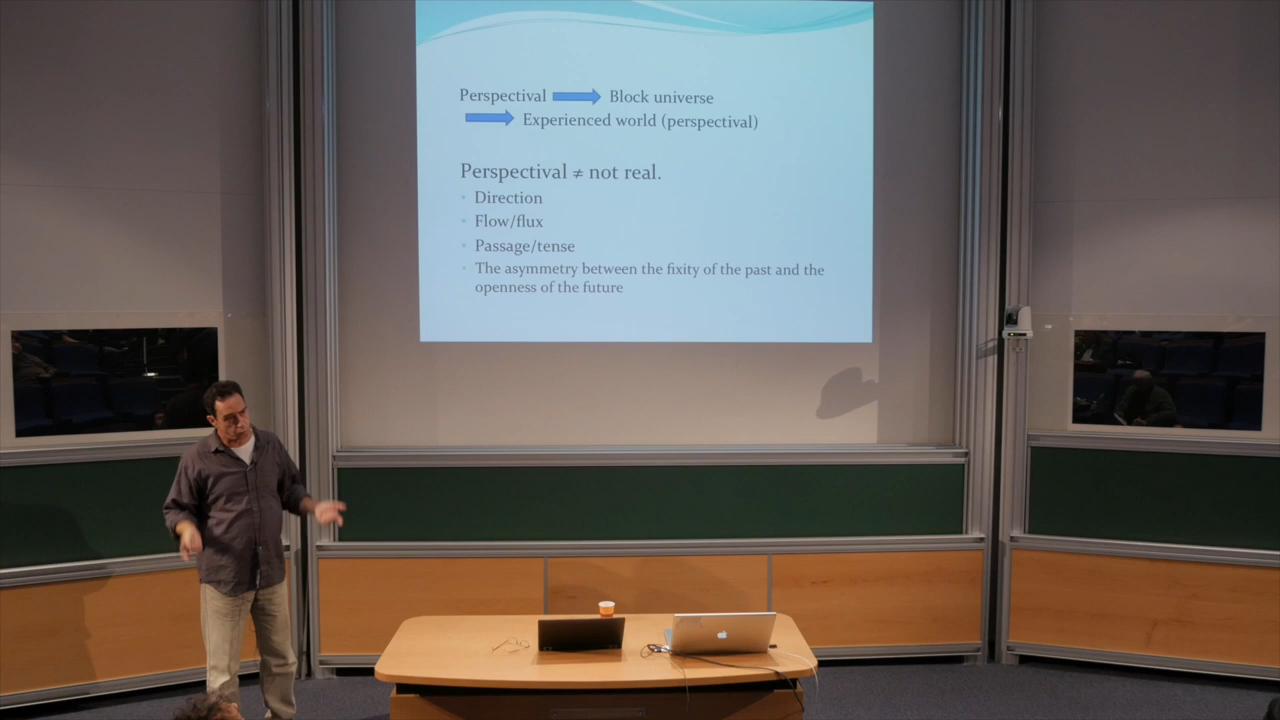 Perspectival Block universe
Experienced world (perspectival)
Perspectival ≠ not real.
Direction
Flow/flux
Passage/tense
The asymmetry between the fixity of the past and the
openness of the future